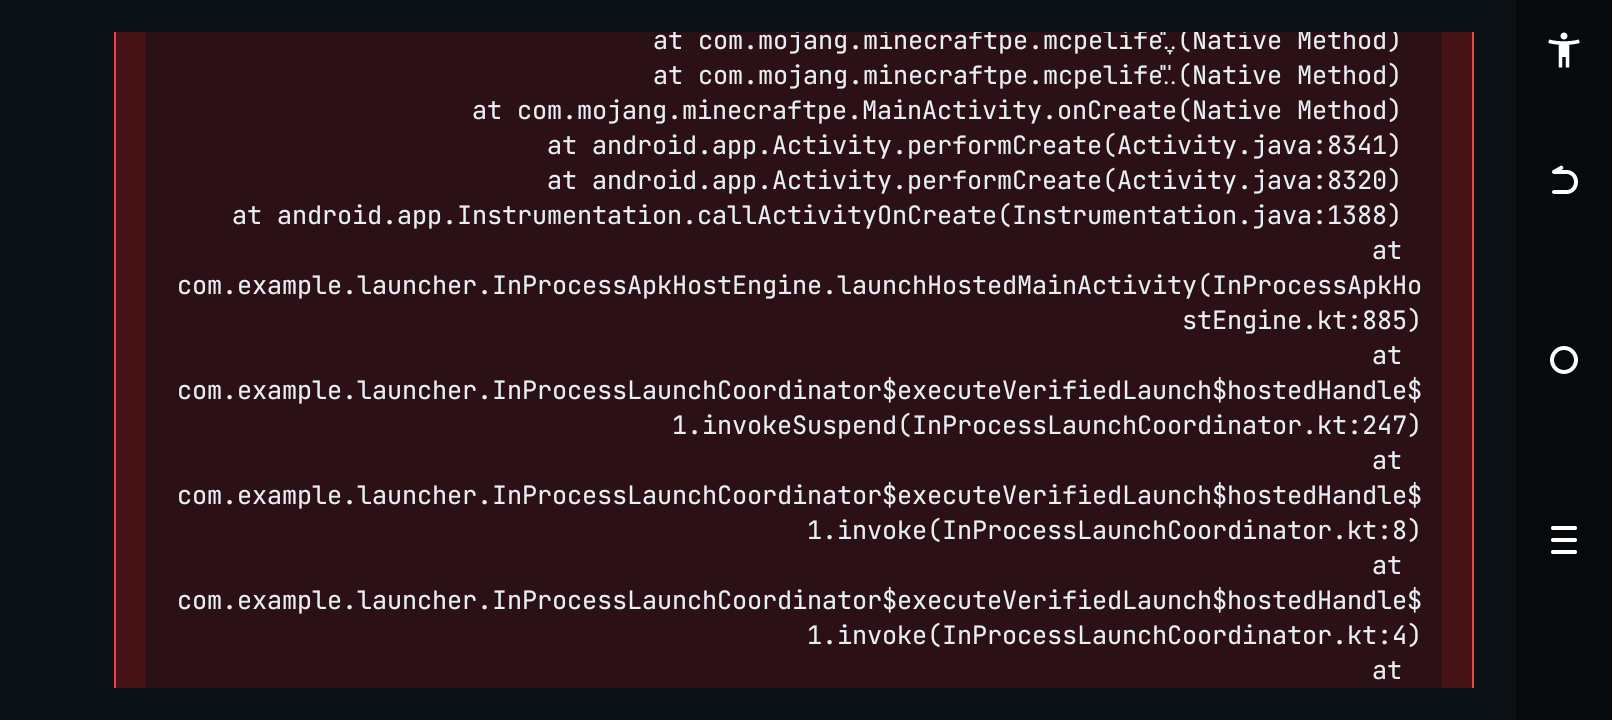 at com.mojang.minecraftpe.mcpelife (Native Method)
at com.mojang.minecraftpe.mcpelife (Native Method)
at com.mojang.minecraftpe.MainActivity.onCreate(Native Method)
at android.app.Activity.performCreate(Activity.java:8341)
at android.app.Activity.performCreate(Activity.java:8320)
at android.app.Instrumentation.callActivityOnCreate(Instrumentation.java:1388)
at
com.example.launcher.InProcessApkHostEngine.launchHostedMainActivity(InProcessApkHo
stEngine.kt:885)
at
com.example.launcher.InProcessLaunchCoordinator$executeVerifiedLaunch$hostedHandle$
1.invokeSuspend(InProcessLaunchCoordinator.kt:247)
at
com.example.launcher.InProcessLaunchCoordinator$executeVerifiedLaunch$hostedHandle$
1.invoke(InProcessLaunchCoordinator.kt:8)
at
com.example.launcher.InProcessLaunchCoordinator$executeVerifiedLaunch$hostedHandle$
1.invoke(InProcessLaunchCoordinator.kt:4)
at